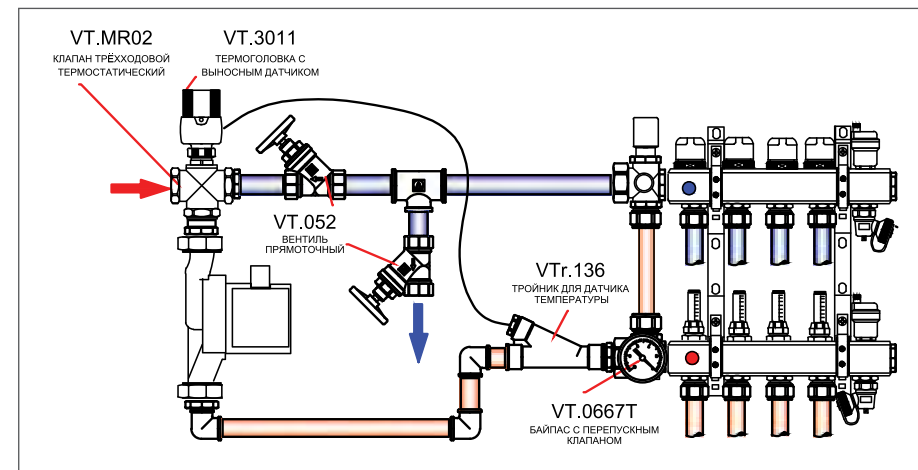 VT.MR02
КЛАПАН ТРЁХХОДОВОЙ
ТЕРМОСТАТИЧЕСКИЙ
VT.3011
ТЕРМОГОЛОВКА С
ВЫНОСНЫМ ДАТЧИКОМ
VT.052
ВЕНТИЛЬ
ПРЯМОТОЧНЫЙ
VTr.136
ТРОЙНИК ДЛЯ ДАТЧИКА
ТЕМПЕРАТУРЫ
VT.0667T
БАЙПАС С ПЕРЕПУСКНЫМ
КЛАПАНОМ